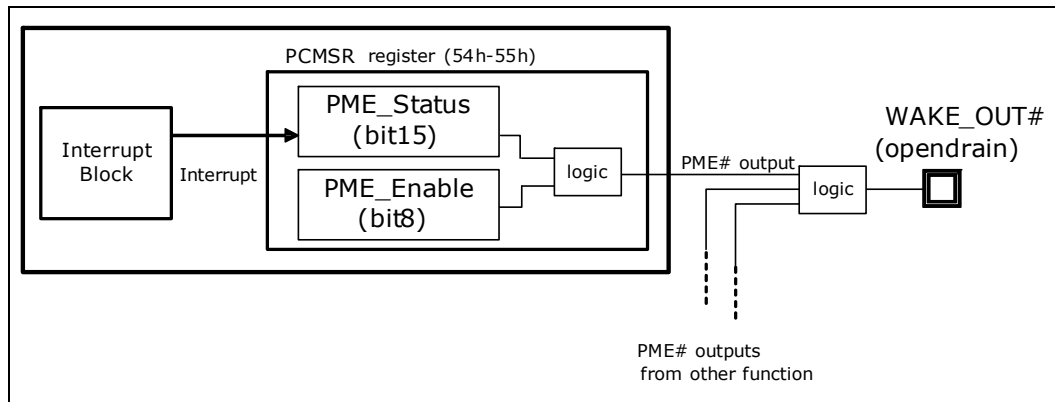 PCMSR register (54h-55h)
PME_Status
(bit15)
WAKE_OUT#
(opendrain)
Interrupt
Block
Interrupt
logic
PME# output
PME_Enable
(bit8)
logic
PME# outputs
from other function